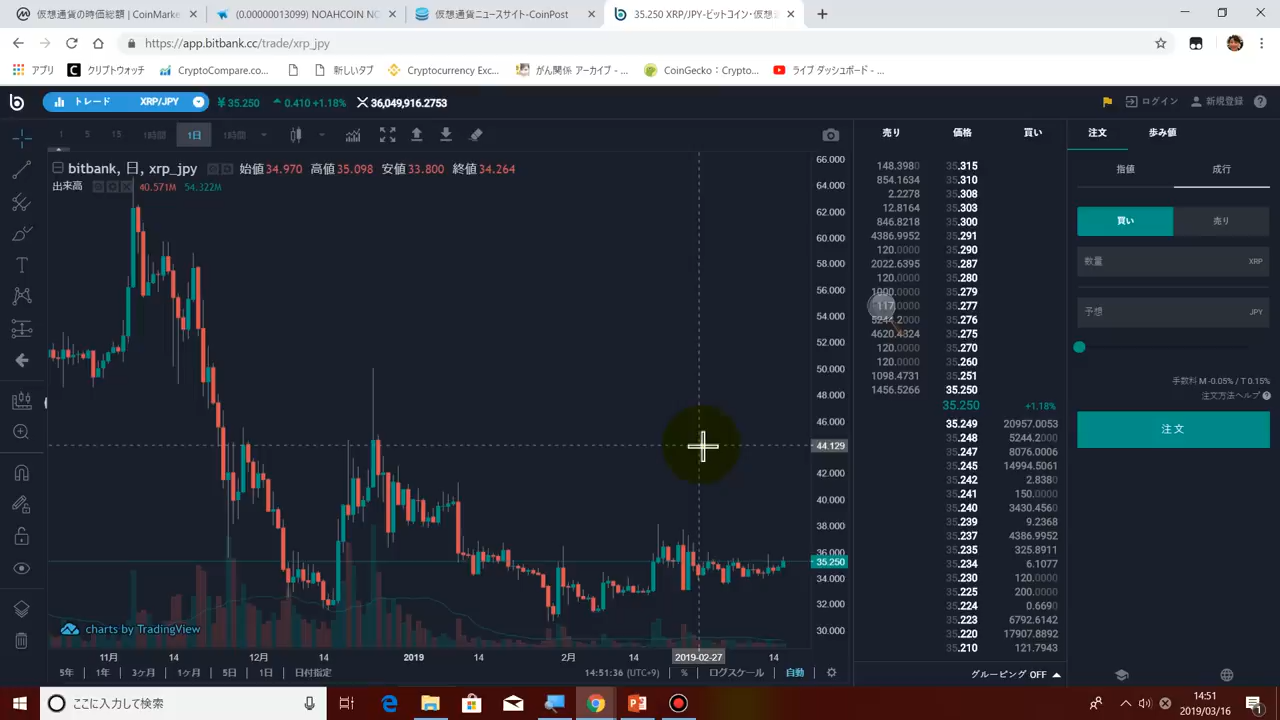 仮想通貨の時価総額 | CoinMarke
(0.00000013099) NOAHCOIN NO
仮想通貨ニュースサイト-CoinPost
35.250 XRP/JPY-ビットコイン・仮想通
https://app.bitbank.cc/trade/xrp_jpy
アプリ
クリプトウォッチ
CryptoCompare.co...
新しいタブ
Cryptocurrency Exc...
がん関係 アーカイブ - ...
CoinGecko：Crypto...
ライブ ダッシュボード - ...
トレード XRP/JPY
¥35.250
0.410 +1.18%
36,049,916.2753
ログイン
新規登録
1 5 15 1時間 1日 1時間
bitbank, 日, xrp_jpy 始値34.970 高値35.098 安値33.800 終値34.264
出来高 40.571M 54.322M
66.000
64.000
62.000
60.000
58.000
56.000
54.000
52.000
50.000
48.000
46.000
44.129
42.000
40.000
38.000
36.000
35.250
34.000
32.000
30.000
charts by TradingView
11月 14 12月 14 2019 14 2月 2019-02-27 14
5年 1年 3ヶ月 1ヶ月 5日 1日 日付指定
14:51:36 (UTC+9) % ログスケール 自動
売り 価格 買い
148.3980 35.315
854.1634 35.310
2.2278 35.308
12.8164 35.303
846.8218 35.300
4386.9952 35.291
120.0000 35.290
2022.6395 35.287
120.0000 35.280
1000.0000 35.279
117.0000 35.277
5244.2000 35.276
4620.4324 35.275
120.0000 35.270
120.0000 35.260
1098.4731 35.251
1456.5266 35.250
35.250 +1.18%
35.249 20957.0053
35.248 5244.2000
35.247 8076.0006
35.245 14994.5061
35.242 2.8380
35.241 150.0000
35.240 3430.4560
35.239 9.2368
35.237 4386.9952
35.235 325.8911
35.234 6.1077
35.230 120.0000
35.225 200.0000
35.224 0.6690
35.223 6792.6142
35.220 17907.8892
35.210 121.7943
グルーピング OFF
注文 歩み値
指値 成行
買い 売り
数量 XRP
予想 JPY
手数料 M -0.05% / T 0.15%
注文方法ヘルプ
注文
ここに入力して検索
14:51
2019/03/16